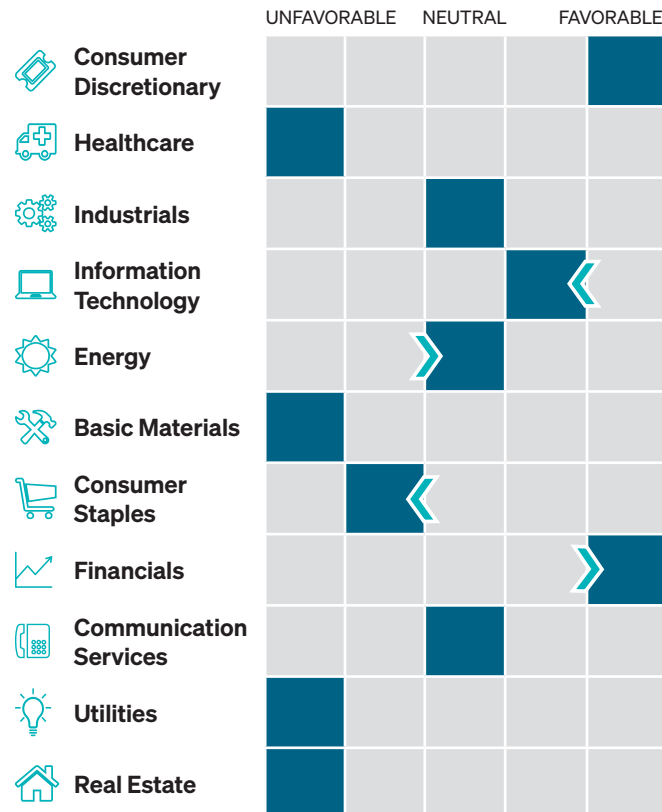 UNFAVORABLE NEUTRAL FAVORABLE
Consumer
Discretionary
Healthcare
Industrials
Information
Technology
Energy
Basic Materials
Consumer
Staples
Financials
Communication
Services
Utilities
Real Estate